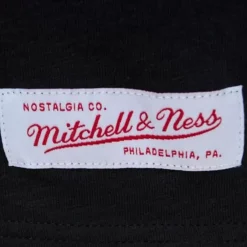 NOSTALGIA CO.
Mitchell & Ness
PHILADELPHIA, PA.